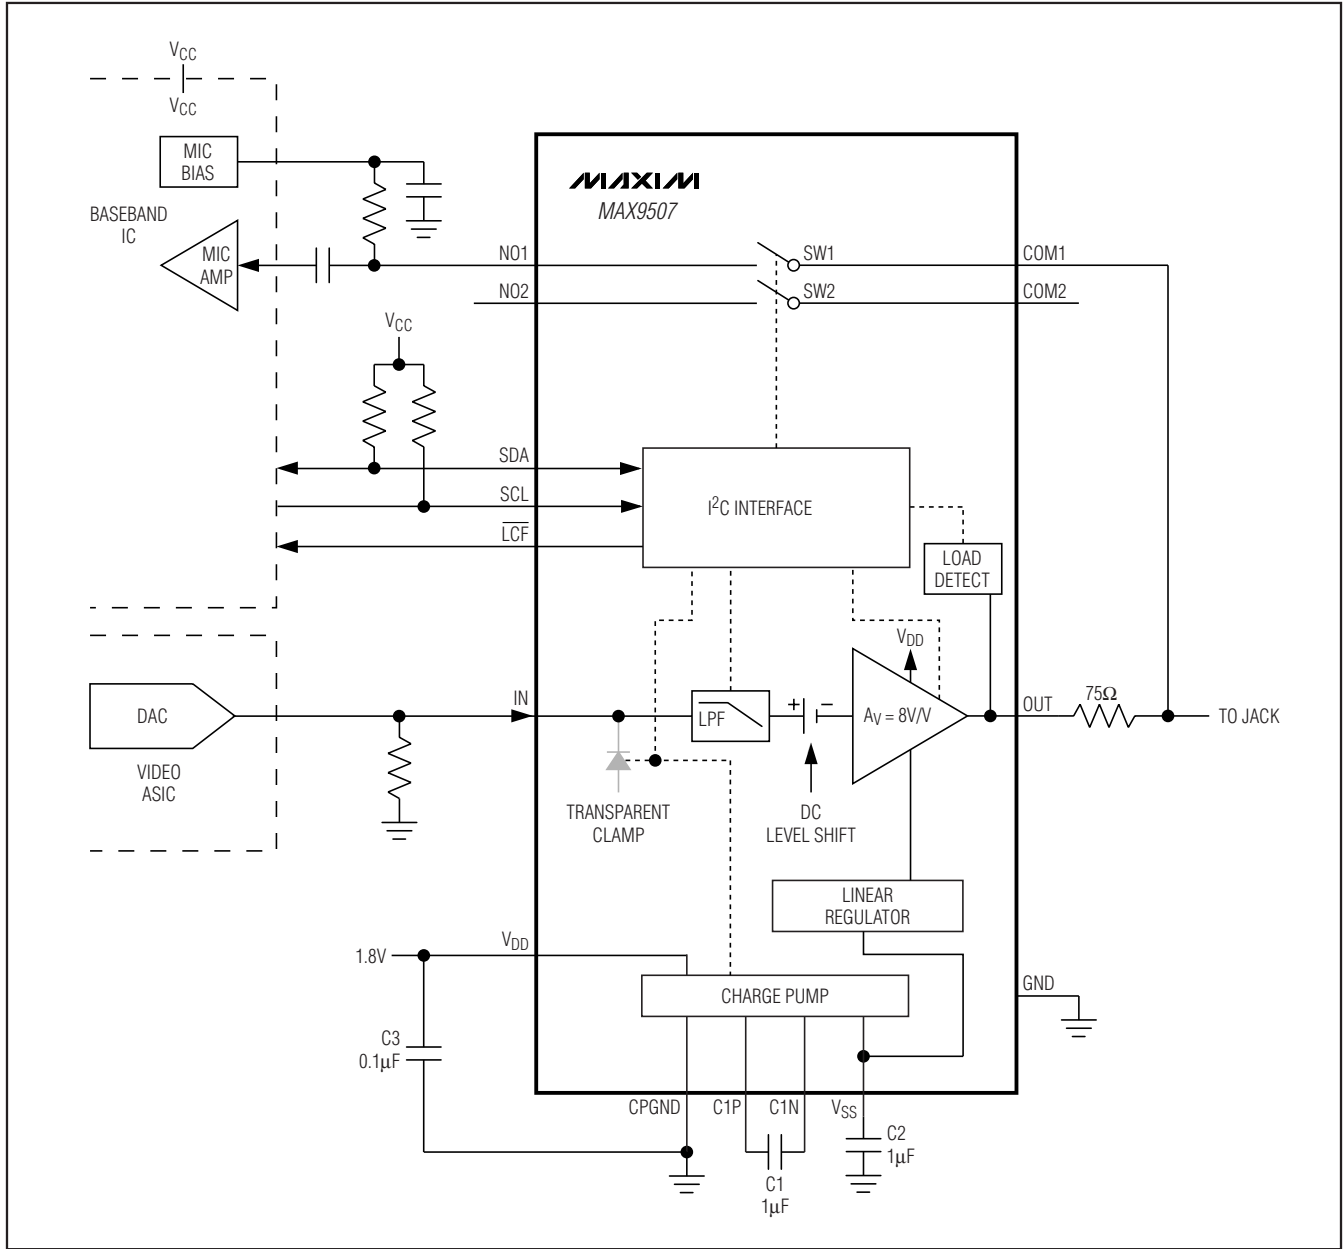 VCC
VCC
MIC
BIAS
MAXIM
MAX9507
BASEBAND
IC
MIC
AMP
NO1
SW1
COM1
NO2
SW2
COM2
VCC
SDA
SCL
I2C INTERFACE
LCF
LOAD
DETECT
VDD
DAC
IN
LPF
+ −
AV = 8V/V
OUT
75Ω
TO JACK
VIDEO
ASIC
TRANSPARENT
CLAMP
DC
LEVEL SHIFT
LINEAR
REGULATOR
1.8V
VDD
CHARGE PUMP
GND
C3
0.1µF
CPGND
C1P
C1N
VSS
C2
1µF
C1
1µF